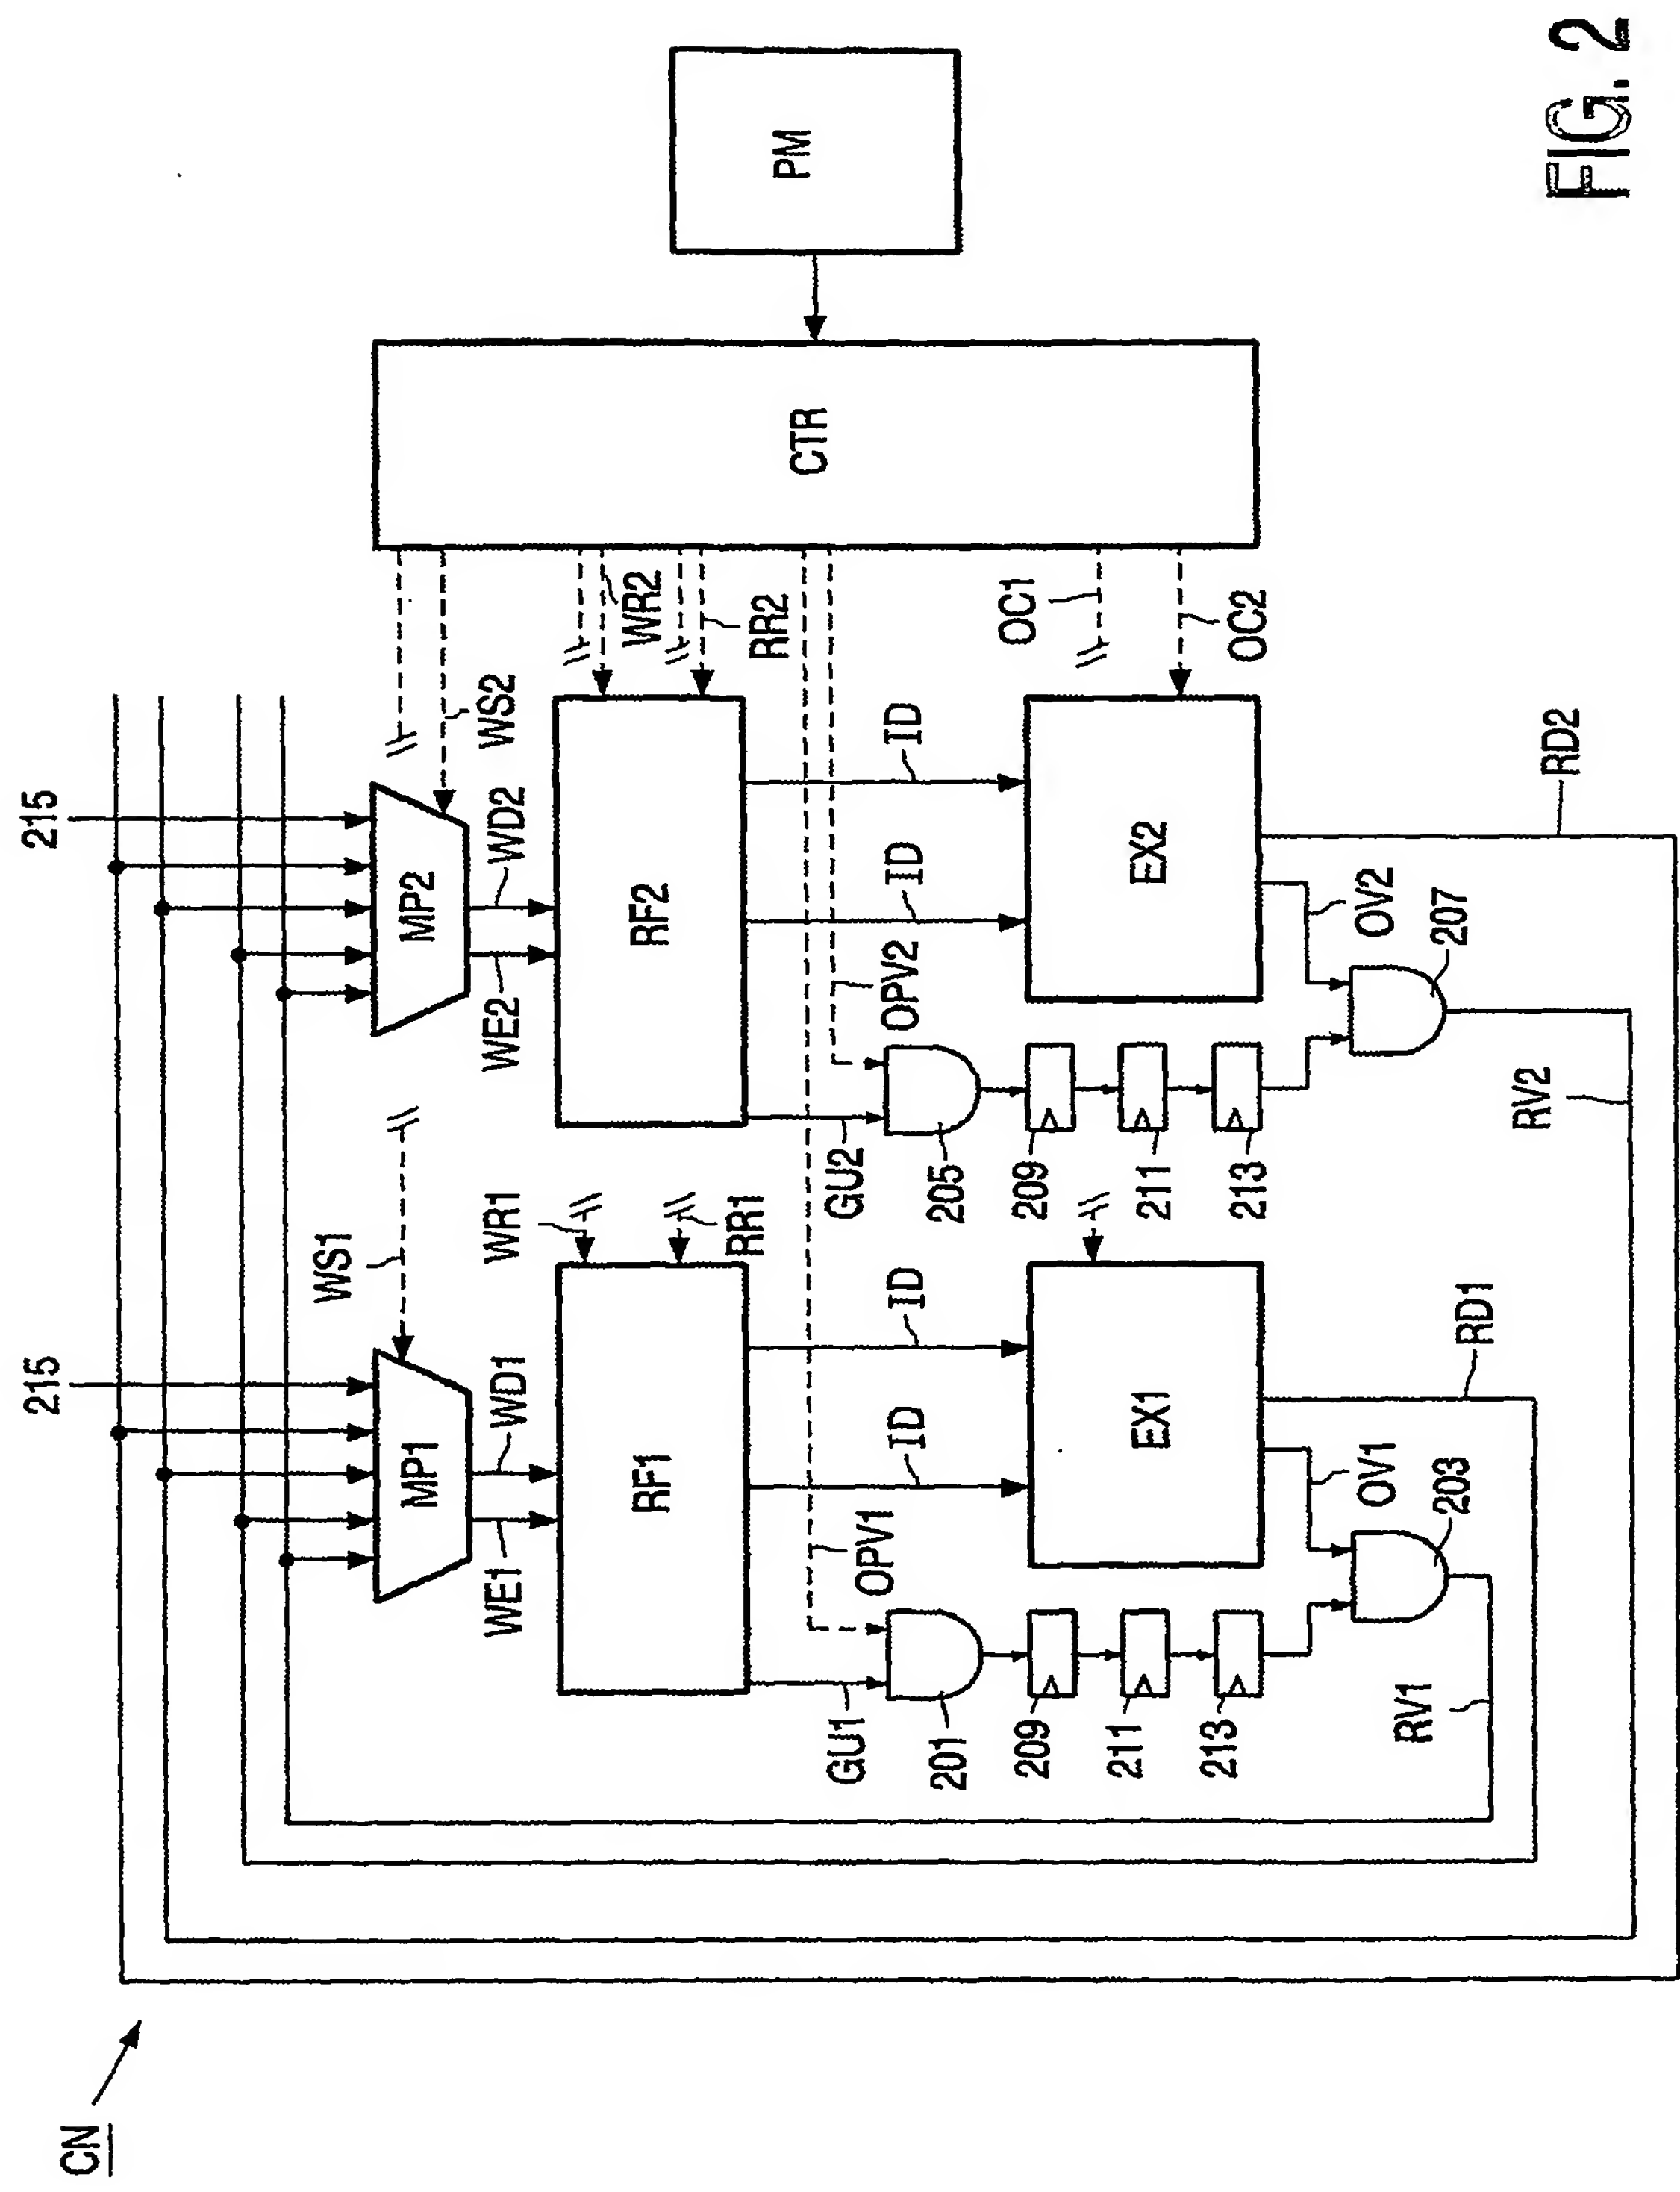 CN
215
215
WS1
WS2
MP1
MP2
WE1
WD1
WE2
WD2
WR1
WR2
RF1
RR1
RF2
RR2
CTR
PM
GU1
OPV1
ID
ID
GU2
OPV2
ID
ID
201
205
OC1
209
209
211
EX1
211
EX2
213
213
OC2
RV1
OV1
OV2
203
RD1
207
RV2
RD2
FIG. 2